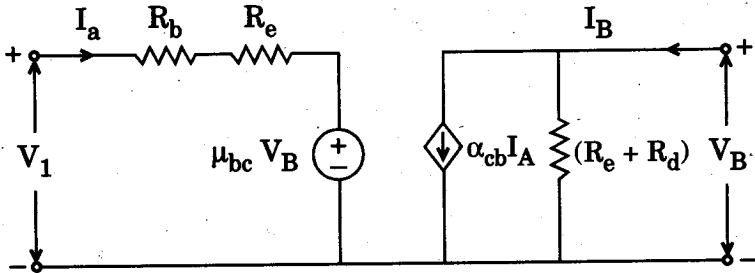 I_a R_b R_e I_B
+ +
V_1 μ_bc V_B + − α_cb I_A (R_e + R_d) V_B
− −